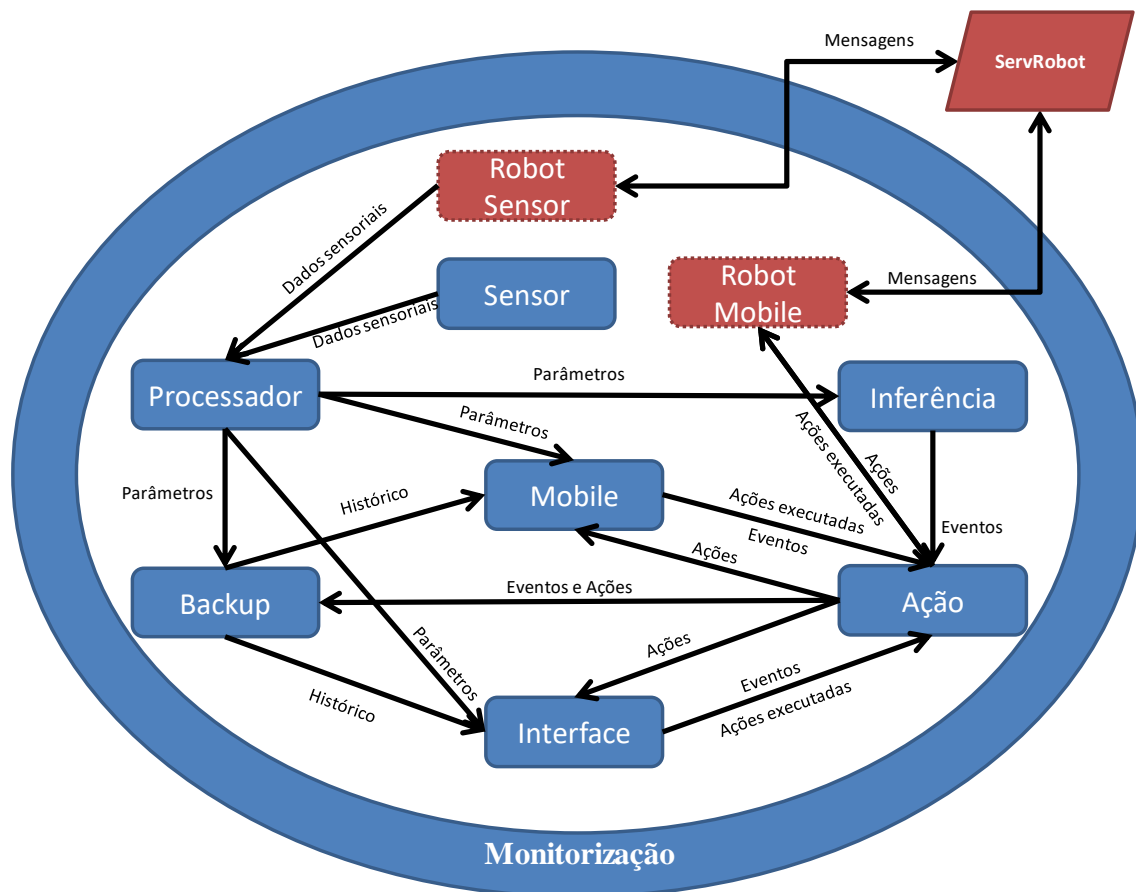 Mensagens
ServRobot
Robot
Sensor
Dados sensoriais
Sensor
Dados sensoriais
Robot
Mobile
Mensagens
Processador
Parâmetros
Inferência
Parâmetros
Ações
Ações executadas
Parâmetros
Histórico
Mobile
Ações executadas
Eventos
Eventos
Ações
Backup
Eventos e Ações
Ação
Parâmetros
Ações
Histórico
Interface
Eventos
Ações executadas
Monitorização